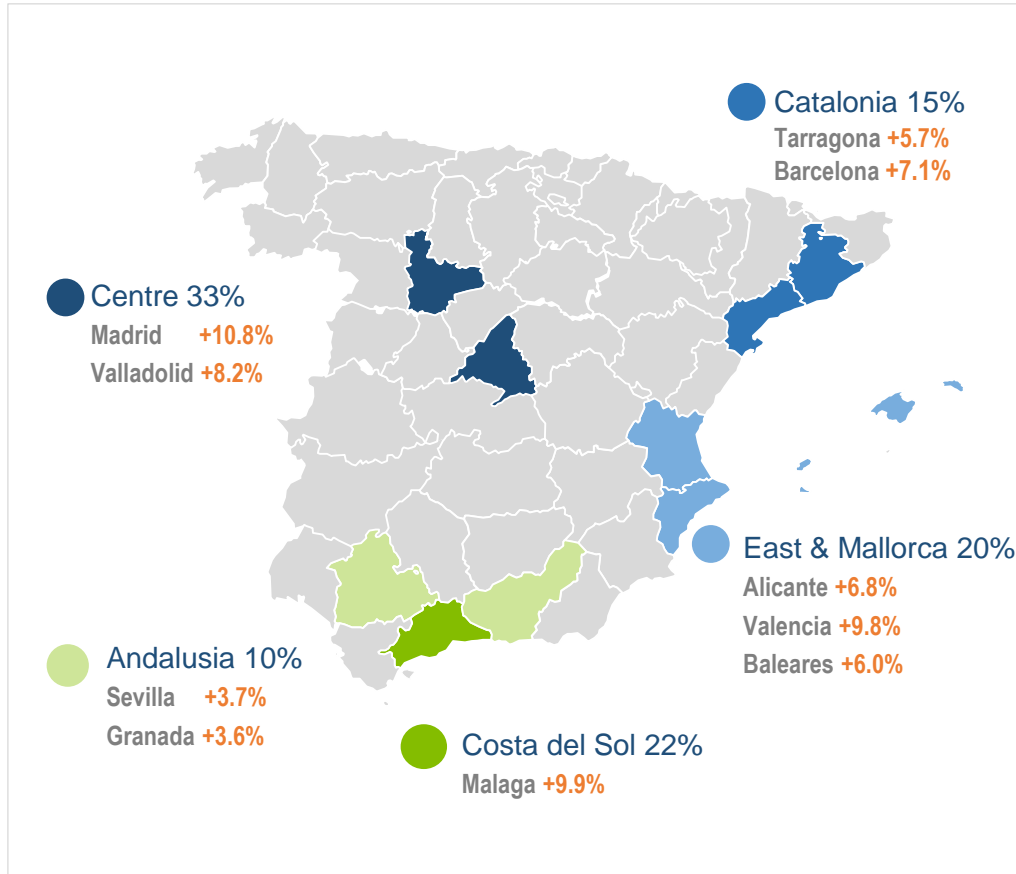 Catalonia 15%
Tarragona +5.7%
Barcelona +7.1%
Centre 33%
Madrid +10.8%
Valladolid +8.2%
East & Mallorca 20%
Alicante +6.8%
Valencia +9.8%
Baleares +6.0%
Andalusia 10%
Sevilla +3.7%
Granada +3.6%
Costa del Sol 22%
Malaga +9.9%